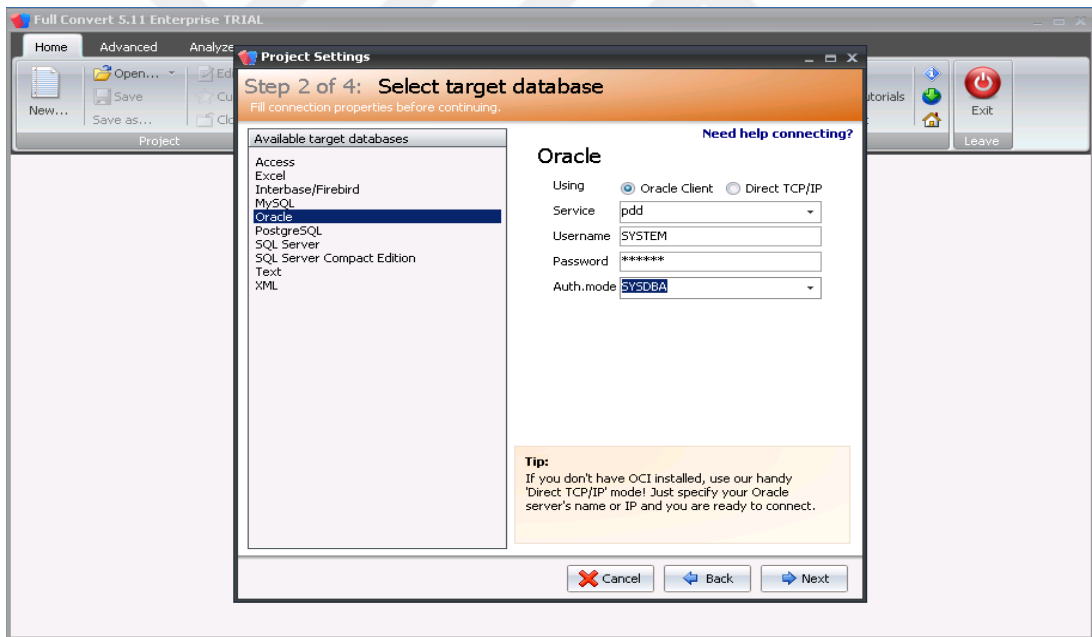 Full Convert 5.11 Enterprise TRIAL
Home Advanced Analyze
New...
Open...
Save
Save as...
Project
utorials
Exit
Leave
Project Settings
Step 2 of 4: Select target database
Fill connection properties before continuing.
Available target databases
Access
Excel
Interbase/Firebird
MySQL
Oracle
PostgreSQL
SQL Server
SQL Server Compact Edition
Text
XML
Need help connecting?
Oracle
Using Oracle Client Direct TCP/IP
Service pdd
Username SYSTEM
Password ******
Auth.mode SYSDBA
Tip:
If you don't have OCI installed, use our handy
'Direct TCP/IP' mode! Just specify your Oracle
server's name or IP and you are ready to connect.
Cancel Back Next